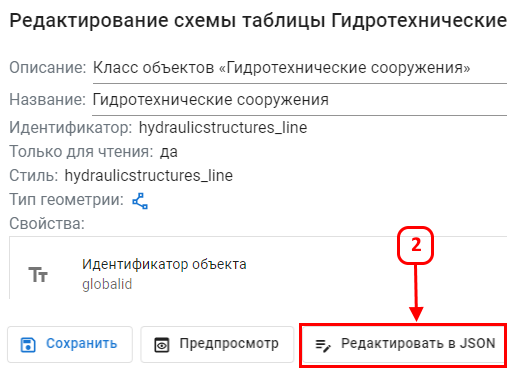 Редактирование схемы таблицы Гидротехнические
Описание: Класс объектов «Гидротехнические сооружения»
Название: Гидротехнические сооружения
Идентификатор: hydraulicstructures_line
Только для чтения: да
Стиль: hydraulicstructures_line
Тип геометрии:
Свойства:
2
Тт Идентификатор объекта
globalid
Сохранить Предпросмотр Редактировать в JSON